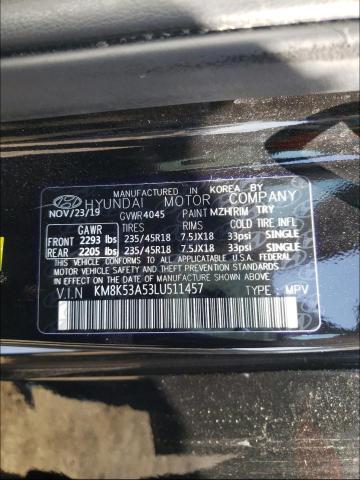 MANUFACTURED IN KOREA BY
HYUNDAI MOTOR COMPANY
NOV/23/19 GVWR 4045 PAINT MZH TRIM TRY
GAWR TIRES RIMS COLD TIRE INFL.
FRONT 2293 lbs 235/45R18 7.5JX18 33psi SINGLE
REAR 2205 lbs 235/45R18 7.5JX18 33psi SINGLE
THIS VEHICLE CONFORMS TO ALL APPLICABLE
FEDERAL MOTOR VEHICLE SAFETY, BUMPER, AND
THEFT PREVENTION STANDARDS IN EFFECT ON THE
DATE OF MANUFACTURE SHOWN ABOVE.
V.I.N KM8K53A53LU511457 TYPE : MPV